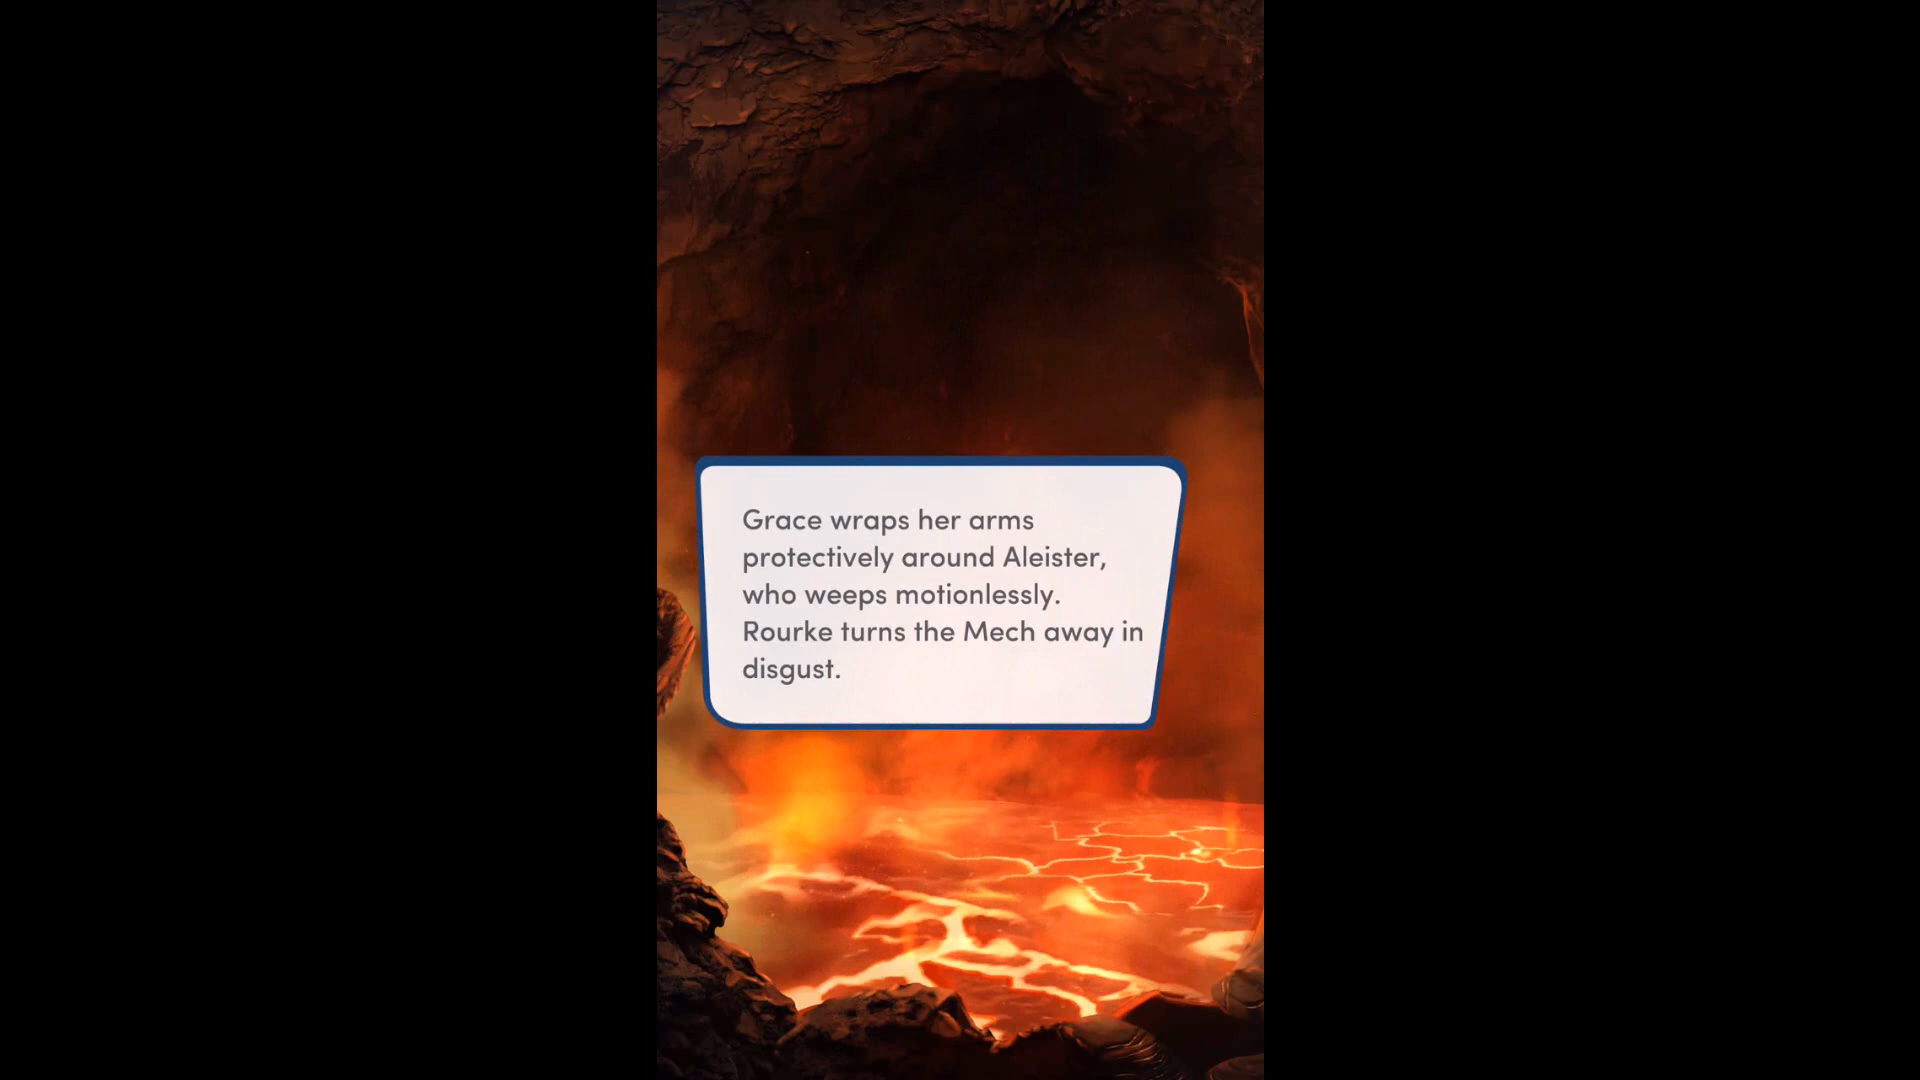 Grace wraps her arms
protectively around Aleister,
who weeps motionlessly.
Rourke turns the Mech away in
disgust.